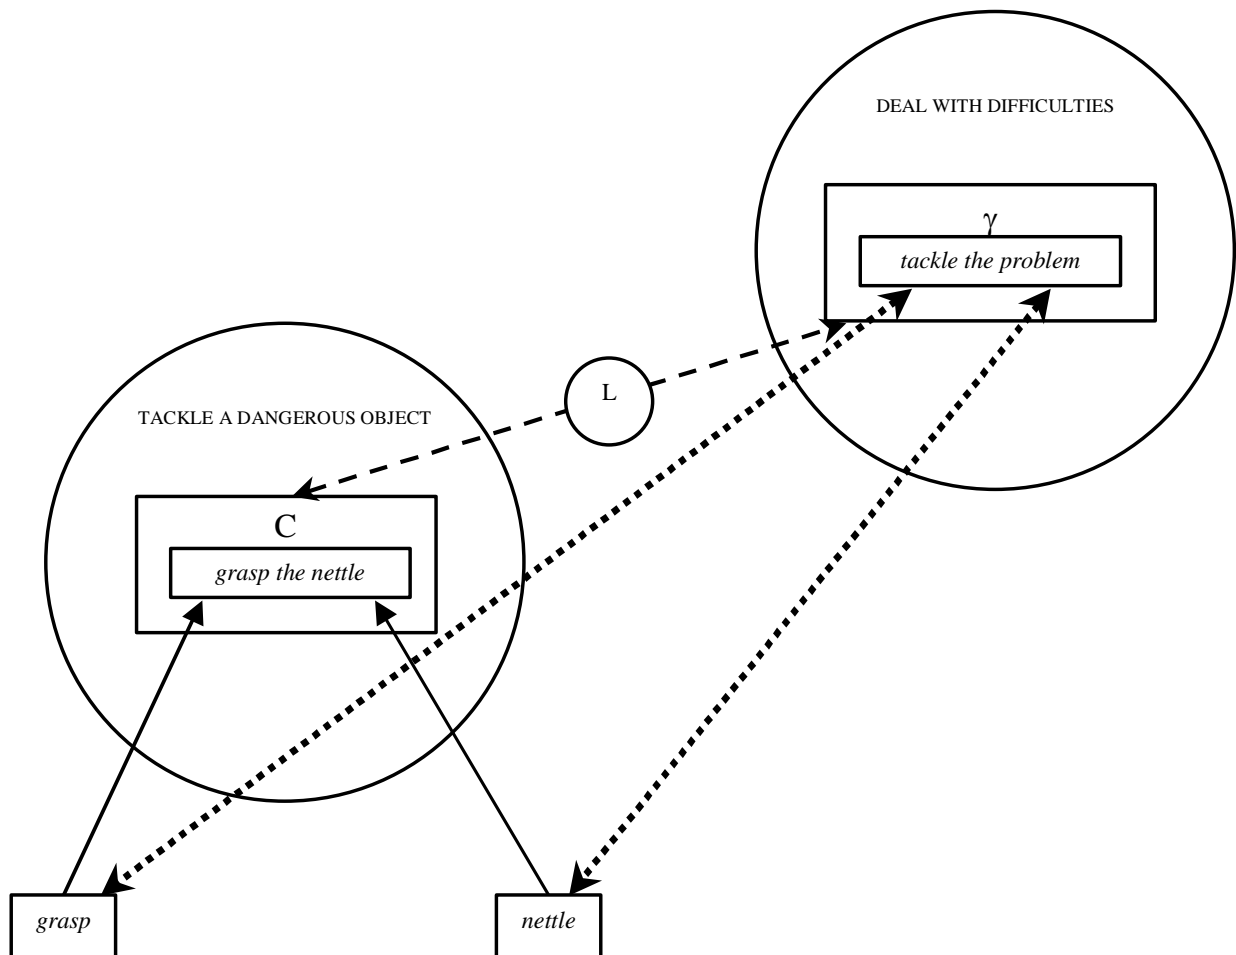 DEAL WITH DIFFICULTIES
γ
tackle the problem
L
TACKLE A DANGEROUS OBJECT
C
grasp the nettle
grasp
nettle